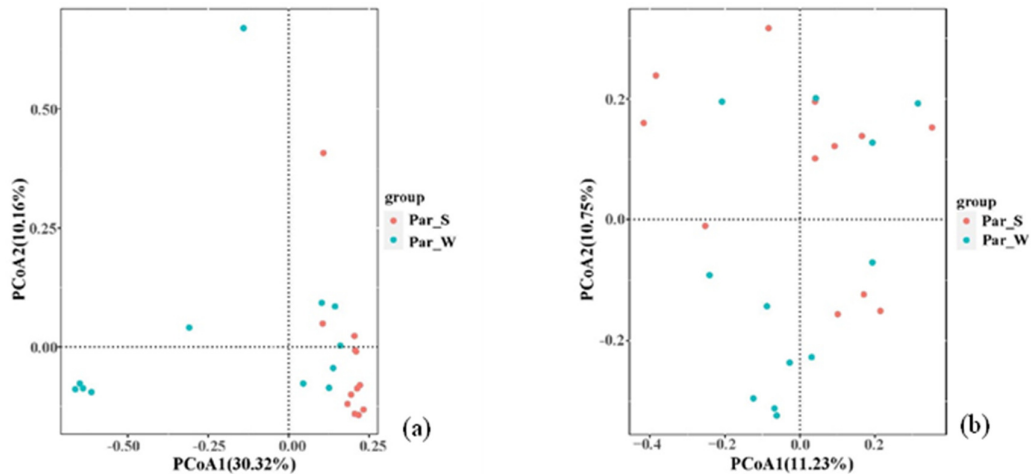 0.50
0.25
0.00
PCoA2(10.16%)
-0.50
-0.25
0.00
0.25
PCoA1(30.32%)
group
Par_S
Par_W
(a)
0.2
0.0
-0.2
PCoA2(10.75%)
-0.4
-0.2
0.0
0.2
PCoA1(11.23%)
group
Par_S
Par_W
(b)